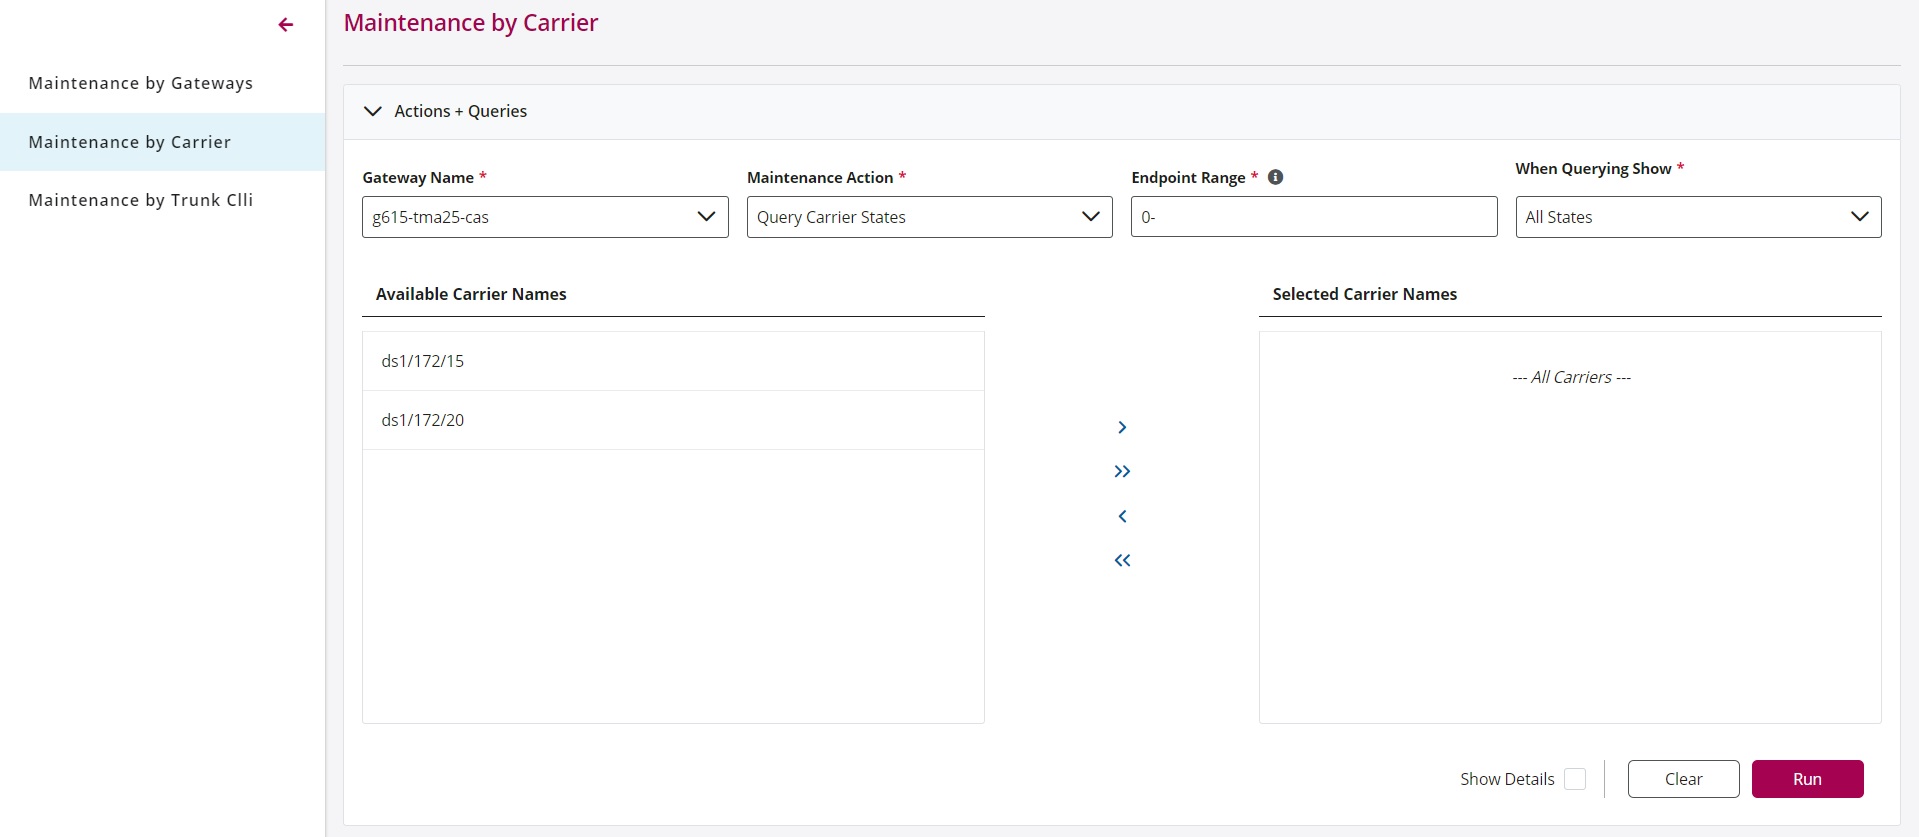 Maintenance by Carrier
Maintenance by Gateways
Maintenance by Carrier
Maintenance by Trunk Clli
Actions + Queries
Gateway Name *
g615-tma25-cas
Maintenance Action *
Query Carrier States
Endpoint Range *
0-
When Querying Show *
All States
Available Carrier Names
ds1/172/15
ds1/172/20
Selected Carrier Names
--- All Carriers ---
Show Details
Clear
Run